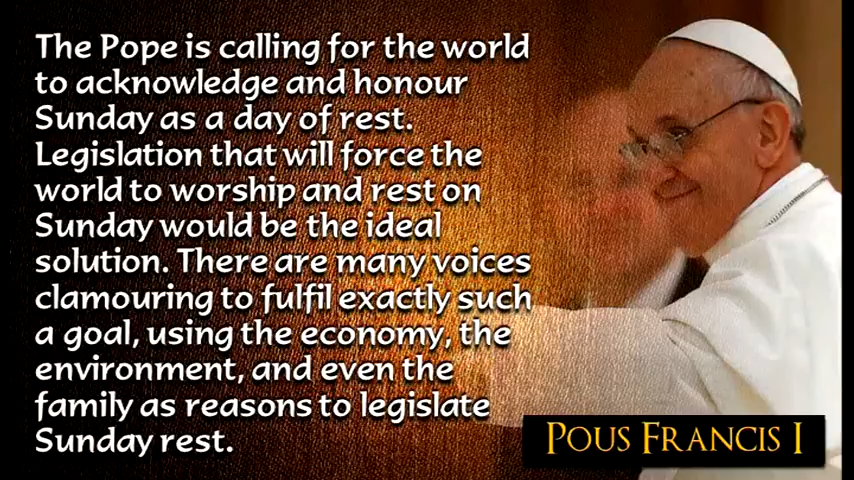 The Pope is calling for the world
to acknowledge and honour
Sunday as a day of rest.
Legislation that will force the
world to worship and rest on
Sunday would be the ideal
solution. There are many voices
clamouring to fulfil exactly such
a goal, using the economy, the
environment, and even the
family as reasons to legislate
Sunday rest.
POUS FRANCIS I